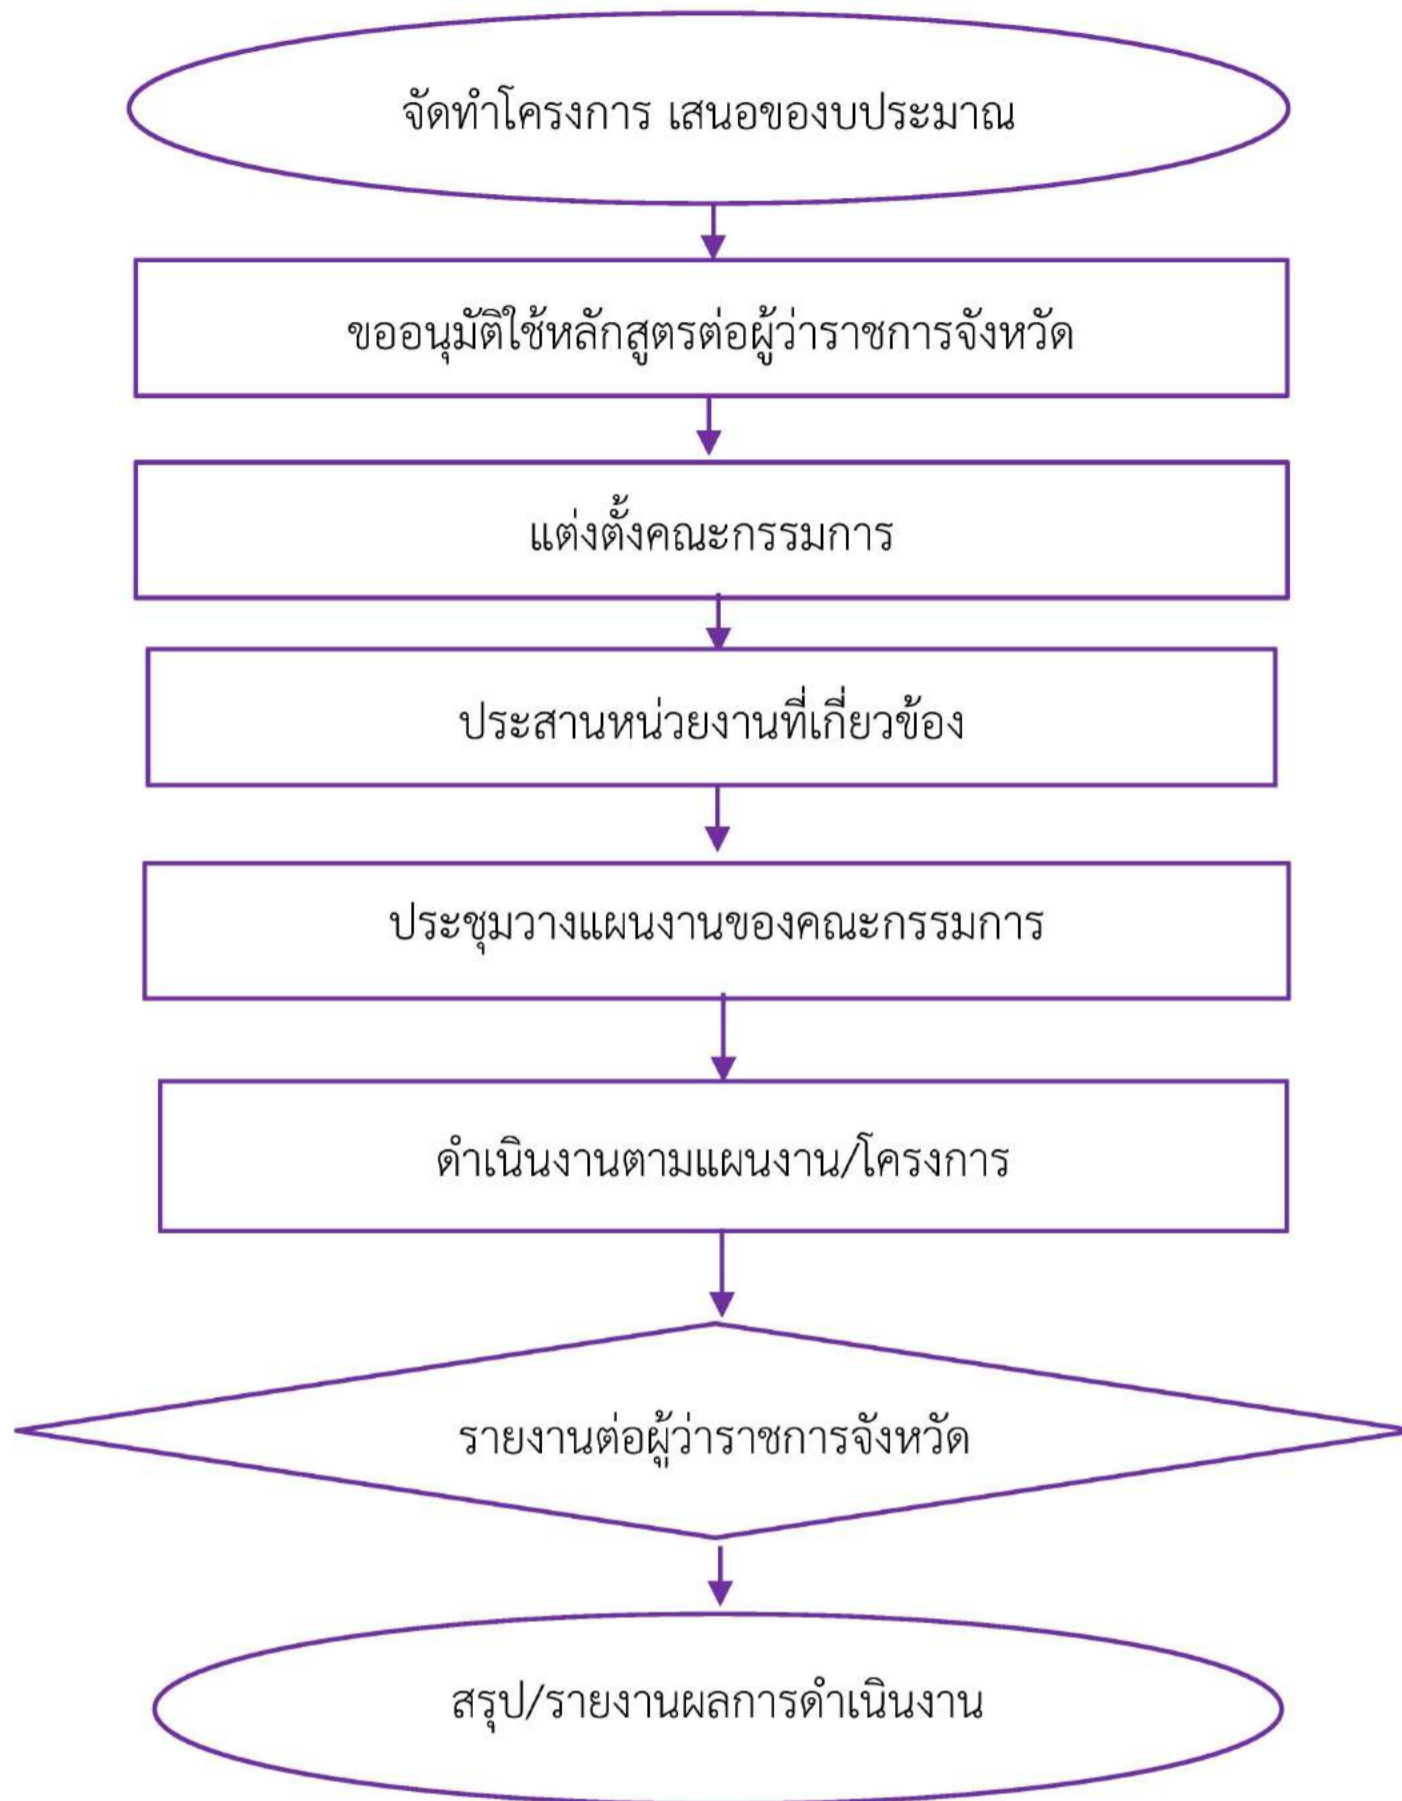 จัดทำโครงการ เสนอของบประมาณ
ขออนุมัติใช้หลักสูตรต่อผู้ว่าราชการจังหวัด
แต่งตั้งคณะกรรมการ
ประสานหน่วยงานที่เกี่ยวข้อง
ประชุมวางแผนงานของคณะกรรมการ
ดำเนินงานตามแผนงาน/โครงการ
รายงานต่อผู้ว่าราชการจังหวัด
สรุป/รายงานผลการดำเนินงาน